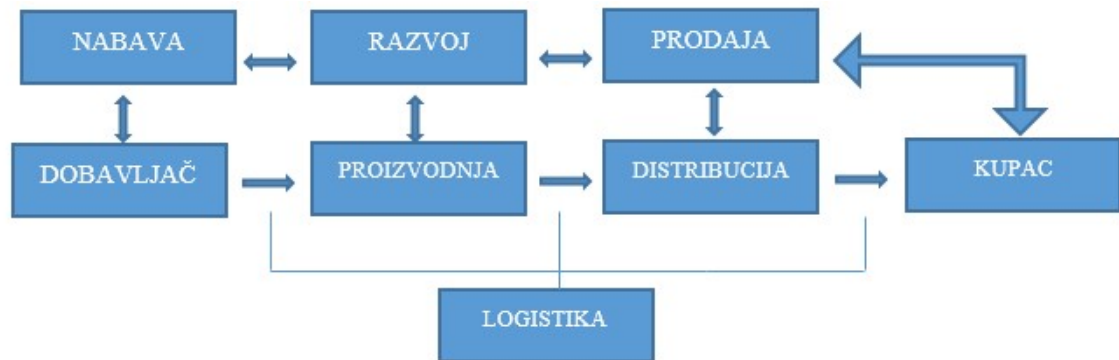 NABAVA
RAZVOJ
PRODAJA
DOBAVLJAČ
PROIZVODNJA
DISTRIBUCIJA
KUPAC
LOGISTIKA